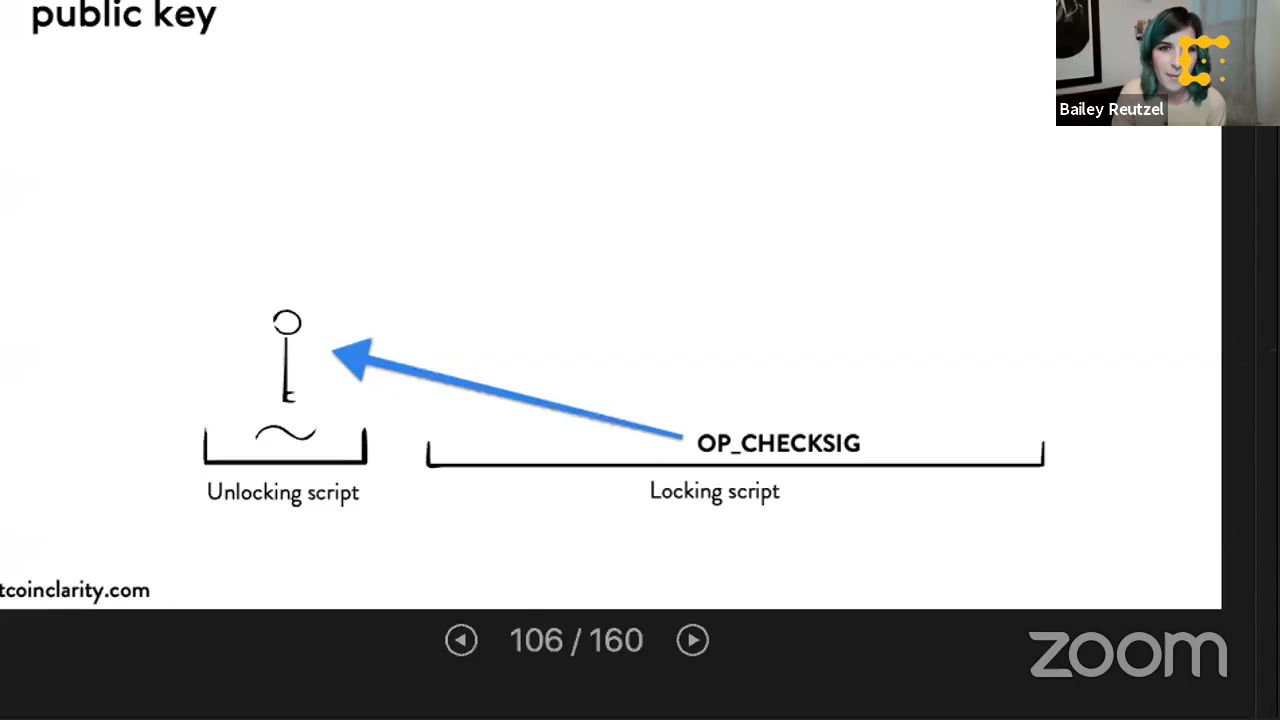 public key
Bailey Reutzel
OP_CHECKSIG
Unlocking script
Locking script
tcoinclarity.com
106 / 160
zoom